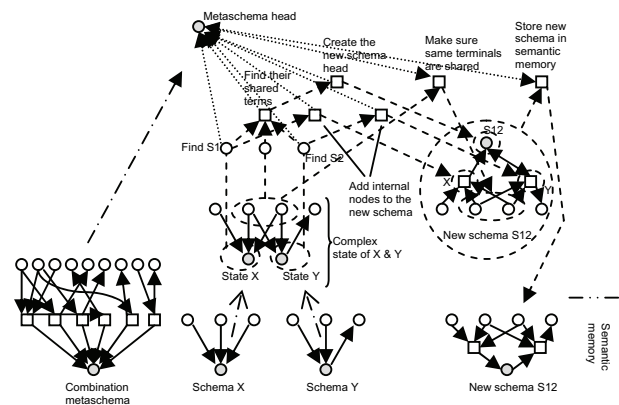 Metaschema head
Create the
new schema
head
Make sure
same terminals
are shared
Store new
schema in
semantic
memory
Find their
shared
terms
Find S1
Find S2
S12
X
Y
Add internal
nodes to the
new schema
New schema S12
Complex
state of X & Y
State X
State Y
Semantic
memory
Combination
metaschema
Schema X
Schema Y
New schema S12